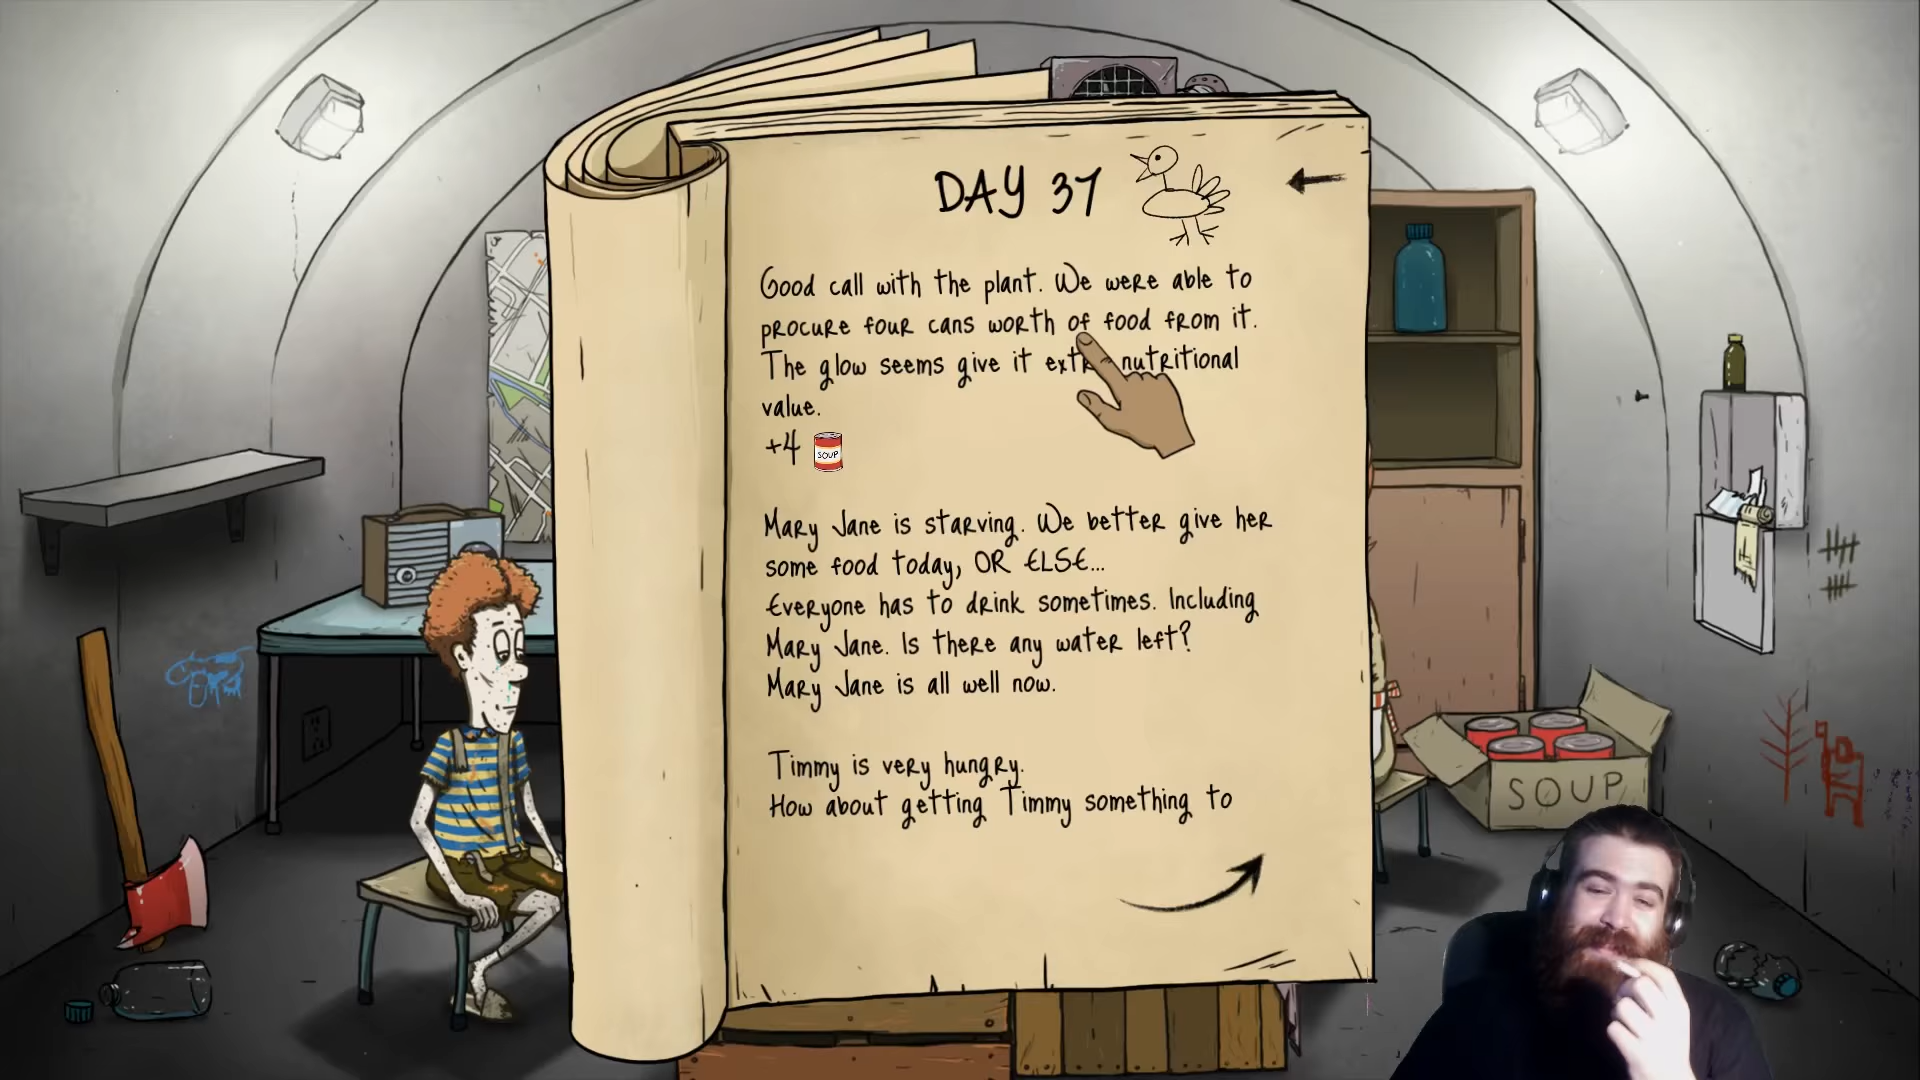 DAY 37
Good call with the plant. We were able to
procure four cans worth of food from it.
The glow seems give it extr nutritional
value.
+4 SOUP
Mary Jane is starving. We better give her
some food today, OR ELSE...
Everyone has to drink sometimes. Including
Mary Jane. Is there any water left?
Mary Jane is all well now.
Timmy is very hungry.
How about getting Timmy something to
SOUP